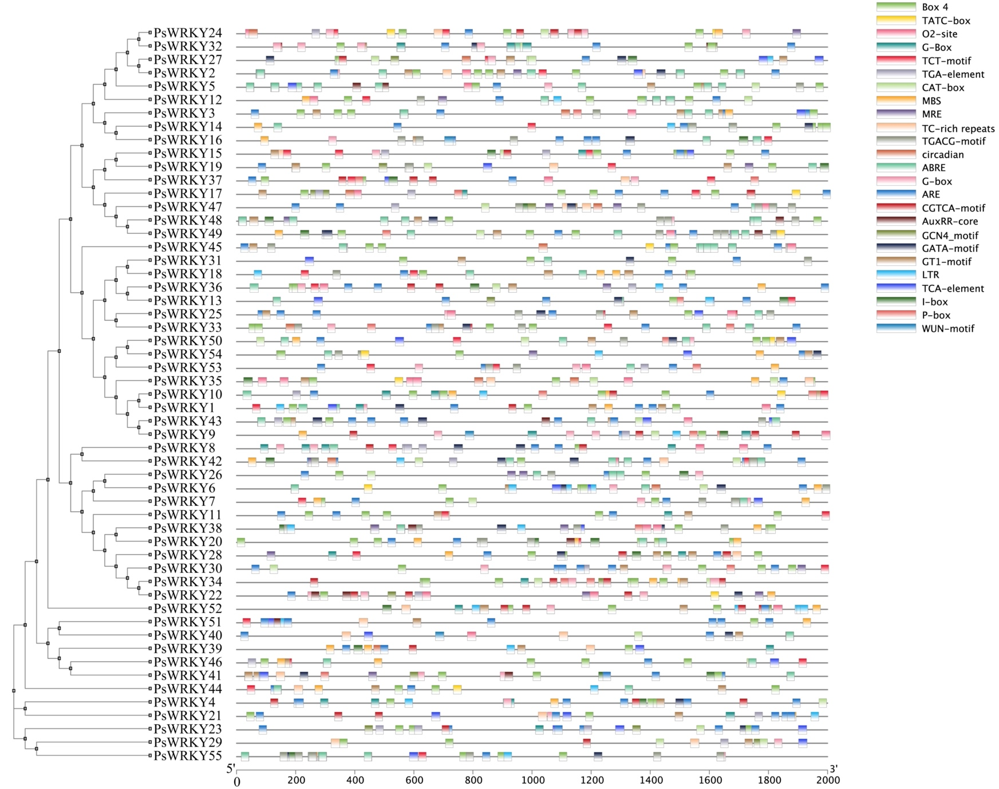 PsWRKY24
PsWRKY32
PsWRKY27
PsWRKY2
PsWRKY5
PsWRKY12
PsWRKY3
PsWRKY14
PsWRKY16
PsWRKY15
PsWRKY19
PsWRKY37
PsWRKY17
PsWRKY47
PsWRKY48
PsWRKY49
PsWRKY45
PsWRKY31
PsWRKY18
PsWRKY36
PsWRKY13
PsWRKY25
PsWRKY33
PsWRKY50
PsWRKY54
PsWRKY53
PsWRKY35
PsWRKY10
PsWRKY1
PsWRKY43
PsWRKY9
PsWRKY8
PsWRKY42
PsWRKY26
PsWRKY6
PsWRKY7
PsWRKY11
PsWRKY38
PsWRKY20
PsWRKY28
PsWRKY30
PsWRKY34
PsWRKY22
PsWRKY52
PsWRKY51
PsWRKY40
PsWRKY39
PsWRKY46
PsWRKY41
PsWRKY44
PsWRKY4
PsWRKY21
PsWRKY23
PsWRKY29
PsWRKY55
5' 3'
0 200 400 600 800 1000 1200 1400 1600 1800 2000
Box 4
TATC-box
O2-site
G-Box
TCT-motif
TGA-element
CAT-box
MBS
MRE
TC-rich repeats
TGACG-motif
circadian
ABRE
G-box
ARE
CGTCA-motif
AuxRR-core
GCN4_motif
GATA-motif
GT1-motif
LTR
TCA-element
I-box
P-box
WUN-motif